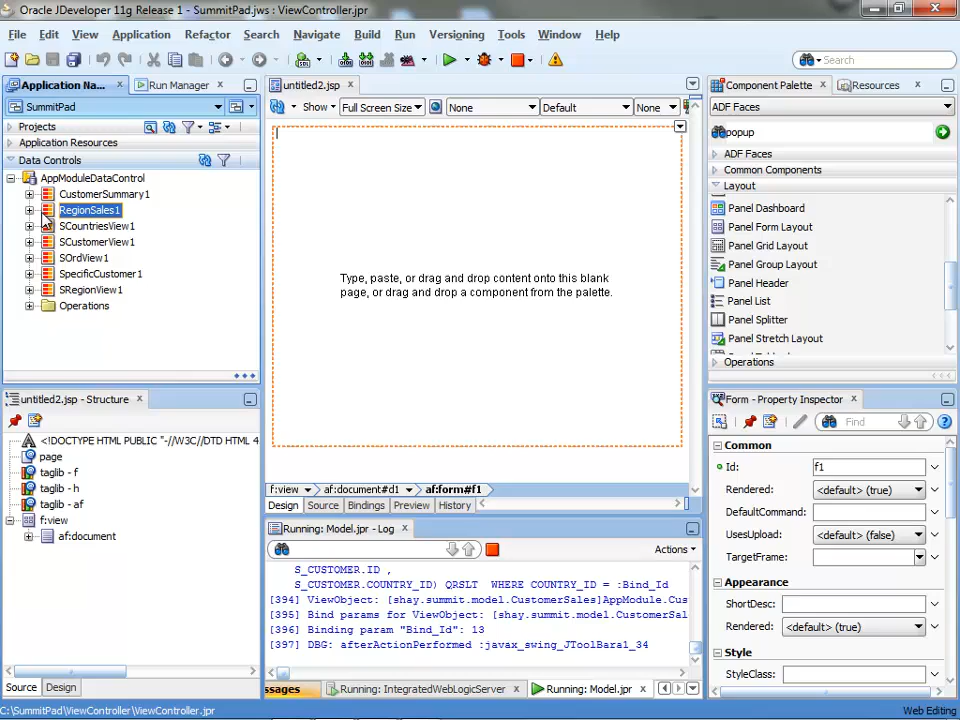 Oracle JDeveloper 11g Release 1 - SummitPad.jws : ViewController.jpr
File Edit View Application Refactor Search Navigate Build Run Versioning Tools Window Help
Search
Application Na... Run Manager
SummitPad
Projects
Application Resources
Data Controls
AppModuleDataControl
CustomerSummary1
RegionSales1
SCountriesView1
SCustomerView1
SOrdView1
SpecificCustomer1
SRegionView1
Operations
untitled2.jsp - Structure
<!DOCTYPE HTML PUBLIC "-//W3C//DTD HTML 4
page
taglib - f
taglib - h
taglib - af
f:view
af:document
Source Design
untitled2.jsp
Show Full Screen Size None Default None
Type, paste, or drag and drop content onto this blank
page, or drag and drop a component from the palette.
f:view af:document#d1 af:form#f1
Design Source Bindings Preview History
Running: Model.jpr - Log
Actions
S_CUSTOMER.ID ,
S_CUSTOMER.COUNTRY_ID) QRSLT WHERE COUNTRY_ID = :Bind_Id
[394] ViewObject: [shay.summit.model.CustomerSales]AppModule.Cus
[395] Bind params for ViewObject: [shay.summit.model.CustomerSal
[396] Binding param "Bind_Id": 13
[397] DBG: afterActionPerformed :javax_swing_JToolBara1_34
ssages Running: IntegratedWebLogicServer Running: Model.jpr
Component Palette Resources
ADF Faces
popup
ADF Faces
Common Components
Layout
Panel Dashboard
Panel Form Layout
Panel Grid Layout
Panel Group Layout
Panel Header
Panel List
Panel Splitter
Panel Stretch Layout
Operations
Form - Property Inspector
Find
Common
Id: f1
Rendered: <default> (true)
DefaultCommand:
UsesUpload: <default> (false)
TargetFrame:
Appearance
ShortDesc:
Rendered: <default> (true)
Style
StyleClass:
C:\SummitPad\ViewController\ViewController.jpr
Web Editing